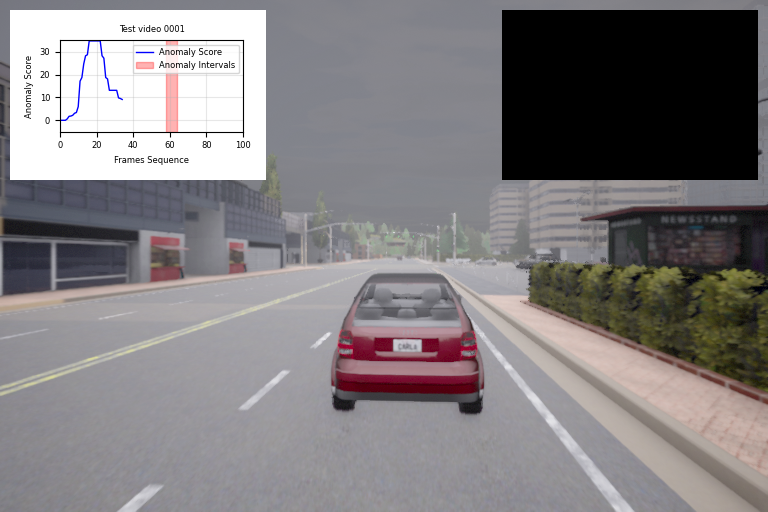 Test video 0001
Anomaly Score
Anomaly Score
Anomaly Intervals
30
20
10
0
0 20 40 60 80 100
Frames Sequence
NEWSSTAND
CARLA